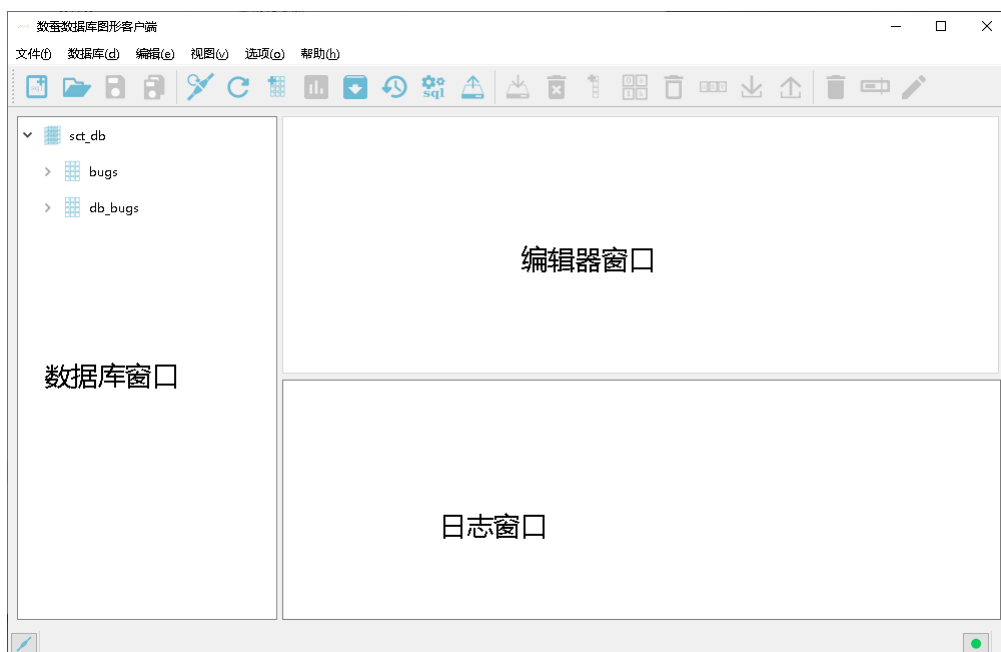 数蚕数据库图形客户端
文件(f) 数据库(d) 编辑(e) 视图(v) 选项(o) 帮助(h)
sql
sct_db
bugs
db_bugs
编辑器窗口
数据库窗口
日志窗口